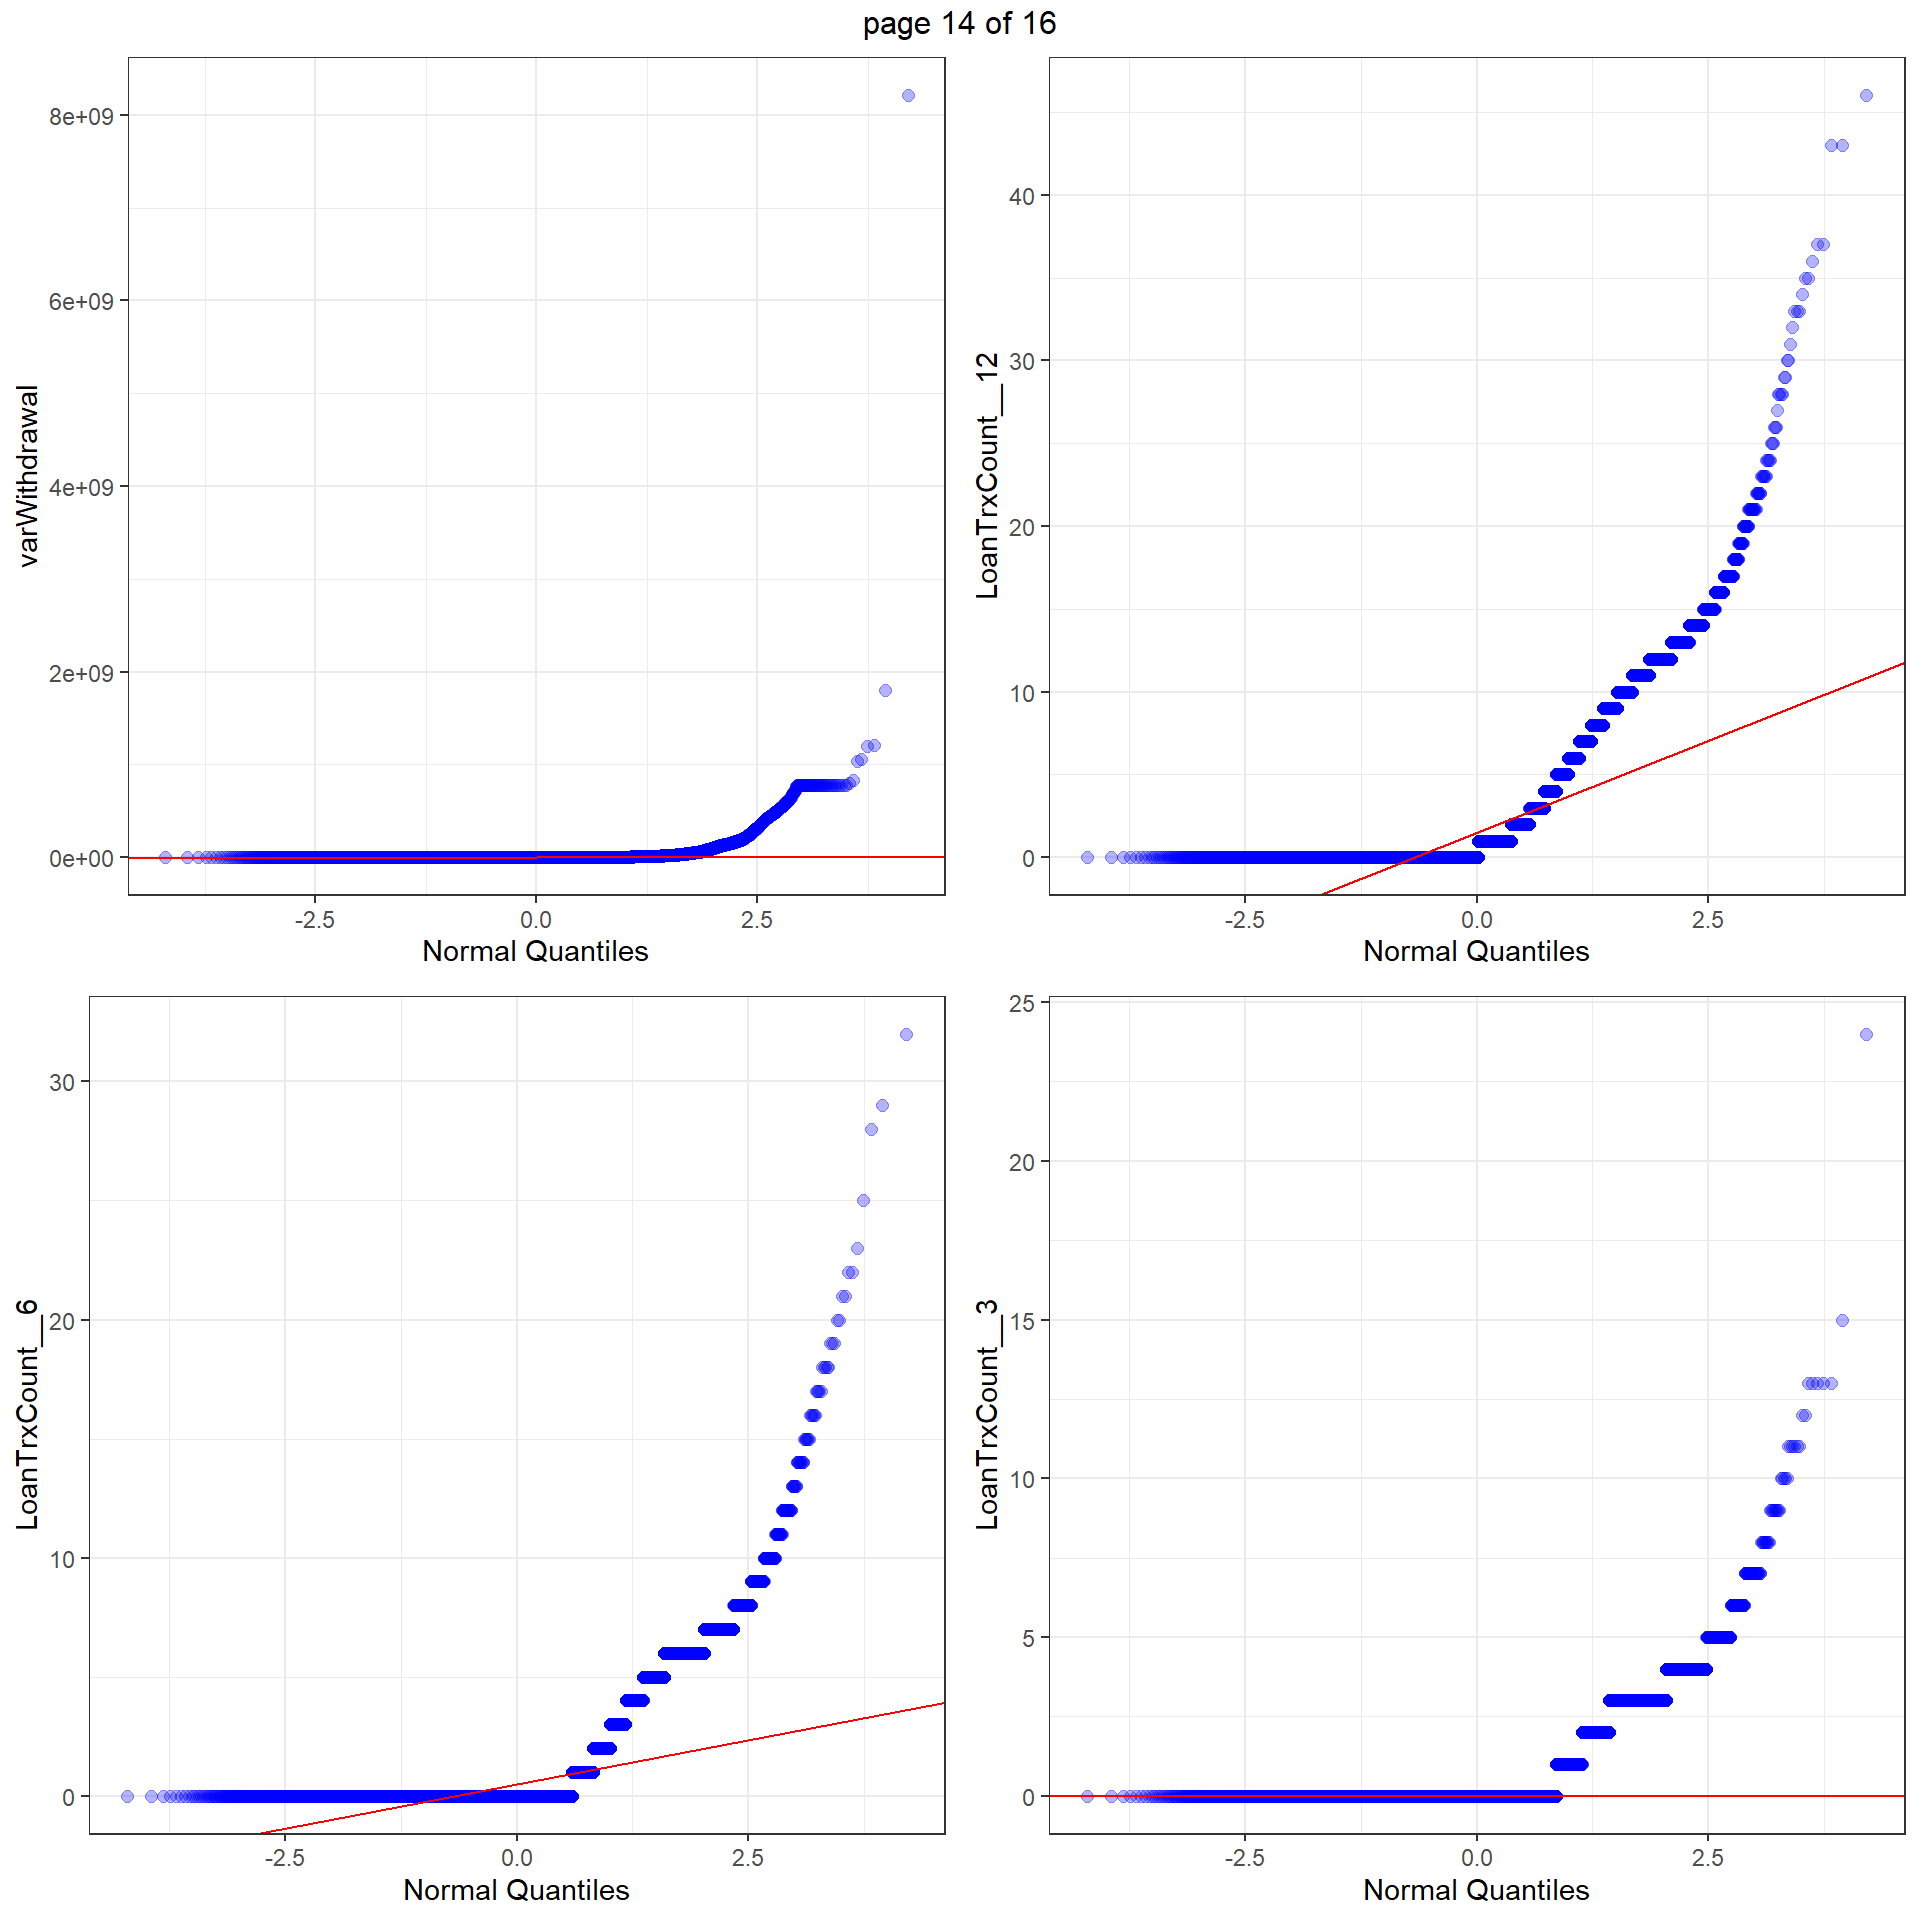 page 14 of 16
varWithdrawal
8e+09
6e+09
4e+09
2e+09
0e+00
-2.5 0.0 2.5
Normal Quantiles
LoanTrxCount__12
40
30
20
10
0
-2.5 0.0 2.5
Normal Quantiles
LoanTrxCount__6
30
20
10
0
-2.5 0.0 2.5
Normal Quantiles
LoanTrxCount__3
25
20
15
10
5
0
-2.5 0.0 2.5
Normal Quantiles